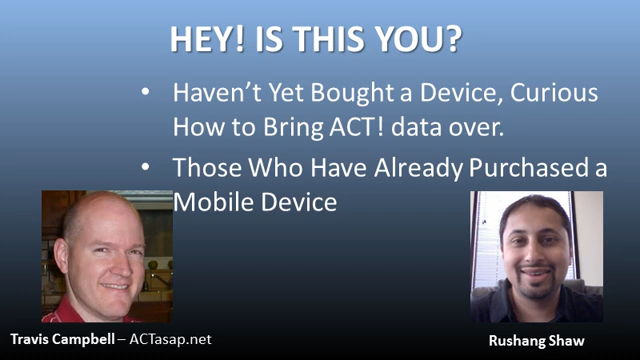 HEY! IS THIS YOU?
• Haven’t Yet Bought a Device, Curious
How to Bring ACT! data over.
• Those Who Have Already Purchased a
Mobile Device
Travis Campbell – ACTasap.net
Rushang Shaw